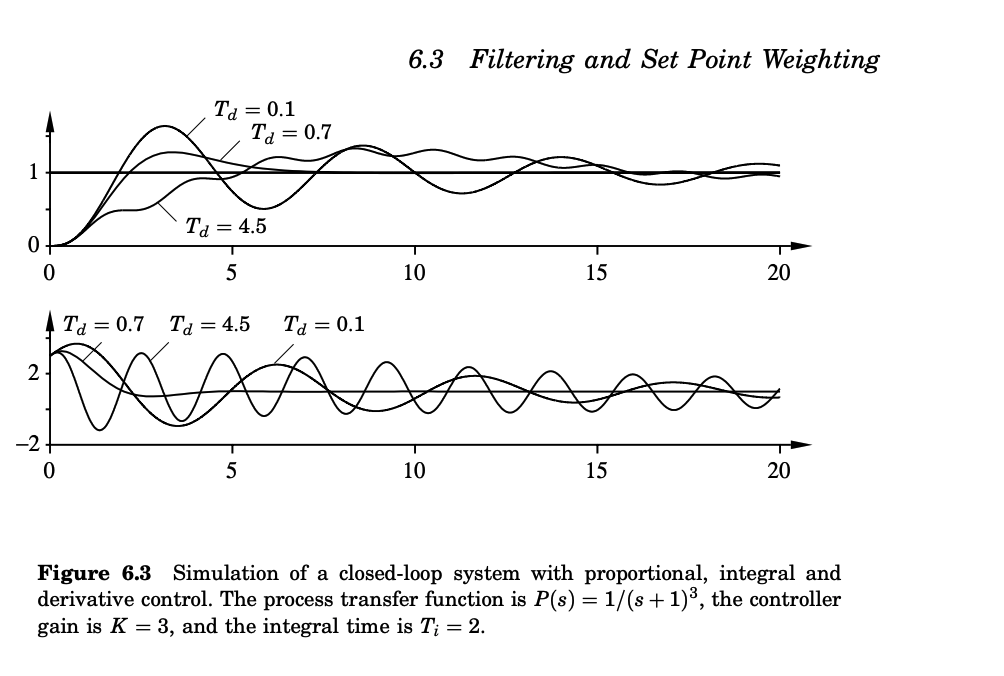 6.3 Filtering and Set Point Weighting
T_d = 0.1
T_d = 0.7
1
T_d = 4.5
0
0 5 10 15 20
T_d = 0.7 T_d = 4.5 T_d = 0.1
2
−2
0 5 10 15 20
Figure 6.3 Simulation of a closed-loop system with proportional, integral and
derivative control. The process transfer function is P(s) = 1/(s + 1)³, the controller
gain is K = 3, and the integral time is T_i = 2.